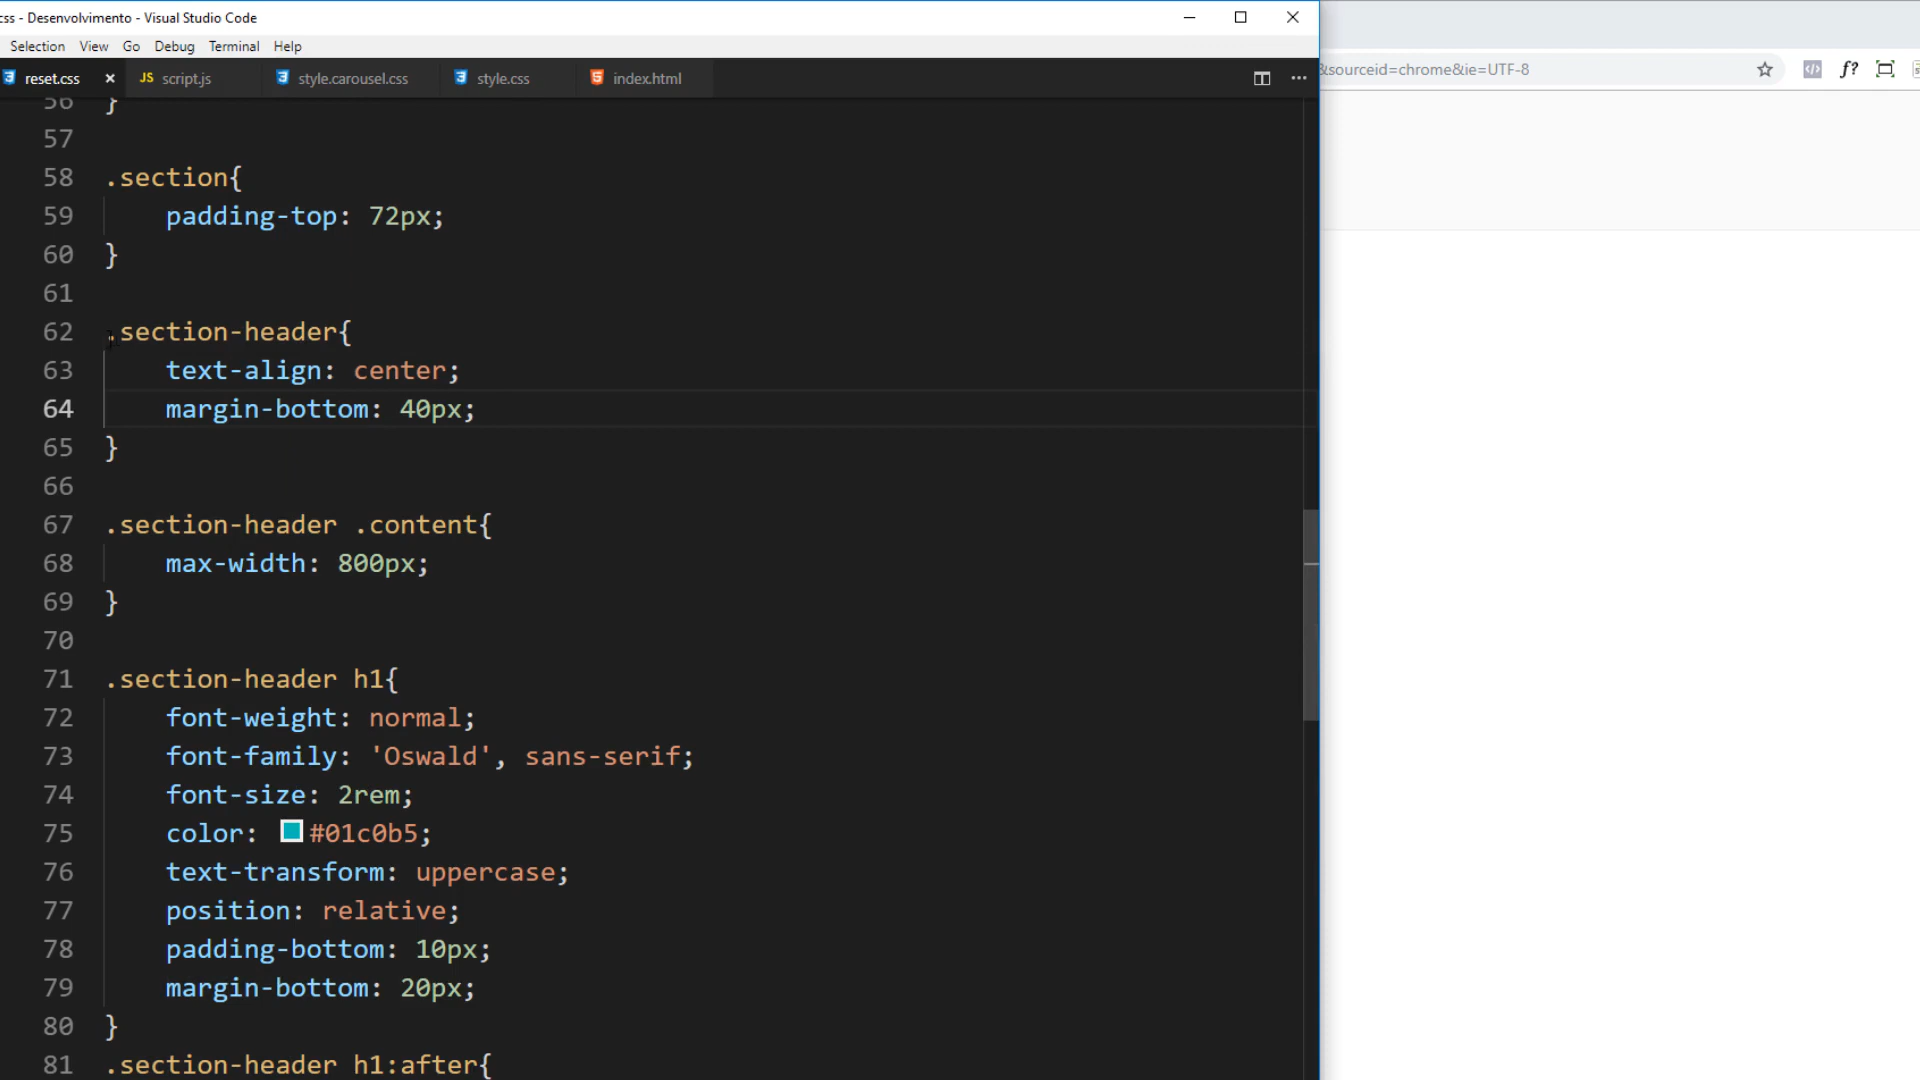 css - Desenvolvimento - Visual Studio Code
Selection View Go Debug Terminal Help
reset.css × JS script.js style.carousel.css style.css index.html ...
&sourceid=chrome&ie=UTF-8 </> f?
56 }
57
58 .section{
59 padding-top: 72px;
60 }
61
62 .section-header{
63 text-align: center;
64 margin-bottom: 40px;
65 }
66
67 .section-header .content{
68 max-width: 800px;
69 }
70
71 .section-header h1{
72 font-weight: normal;
73 font-family: 'Oswald', sans-serif;
74 font-size: 2rem;
75 color: #01c0b5;
76 text-transform: uppercase;
77 position: relative;
78 padding-bottom: 10px;
79 margin-bottom: 20px;
80 }
81 .section-header h1:after{